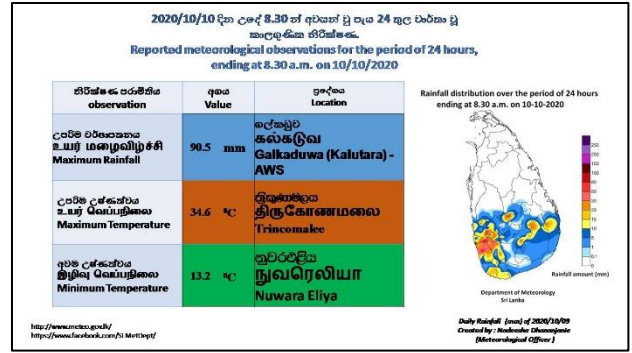 2020/10/10 දින උදේ 8.30 න් අවසන් වු පැය 24 තුල වාර්තා වූ
කාලගුණික නිරීක්ෂණ.
Reported meteorological observations for the period of 24 hours,
ending at 8.30 a.m. on 10/10/2020
නිරීක්ෂණ පරාමිතිය
observation
අගය
Value
ප්‍රදේශය
Location
උපරිම වර්ෂාපතනය
உயர் மழைவீழ்ச்சி
Maximum Rainfall
90.5 mm
ගල්කඩුව
கல்கடுவ
Galkaduwa (Kalutara) -
AWS
උපරිම උෂ්ණත්වය
உயர் வெப்பநிலை
Maximum Temperature
34.6 ⁰C
ත්‍රිකුණාමලය
திருகோணமலை
Trincomalee
අවම උෂ්ණත්වය
இழிவு வெப்பநிலை
Minimum Temperature
13.2 ⁰C
නුවරඑළිය
நுவரெலியா
Nuwara Eliya
Rainfall distribution over the period of 24 hours
ending at 8.30 a.m. on 10-10-2020
Rainfall amount (mm)
Department of Meteorology
Sri Lanka
Daily Rainfall (mm) of 2020/10/09
Created by : Nadeesha Dhananjanie
(Meteorological Officer )
http://www.meteo.gov.lk/
https://www.facebook.com/SLMetDept/